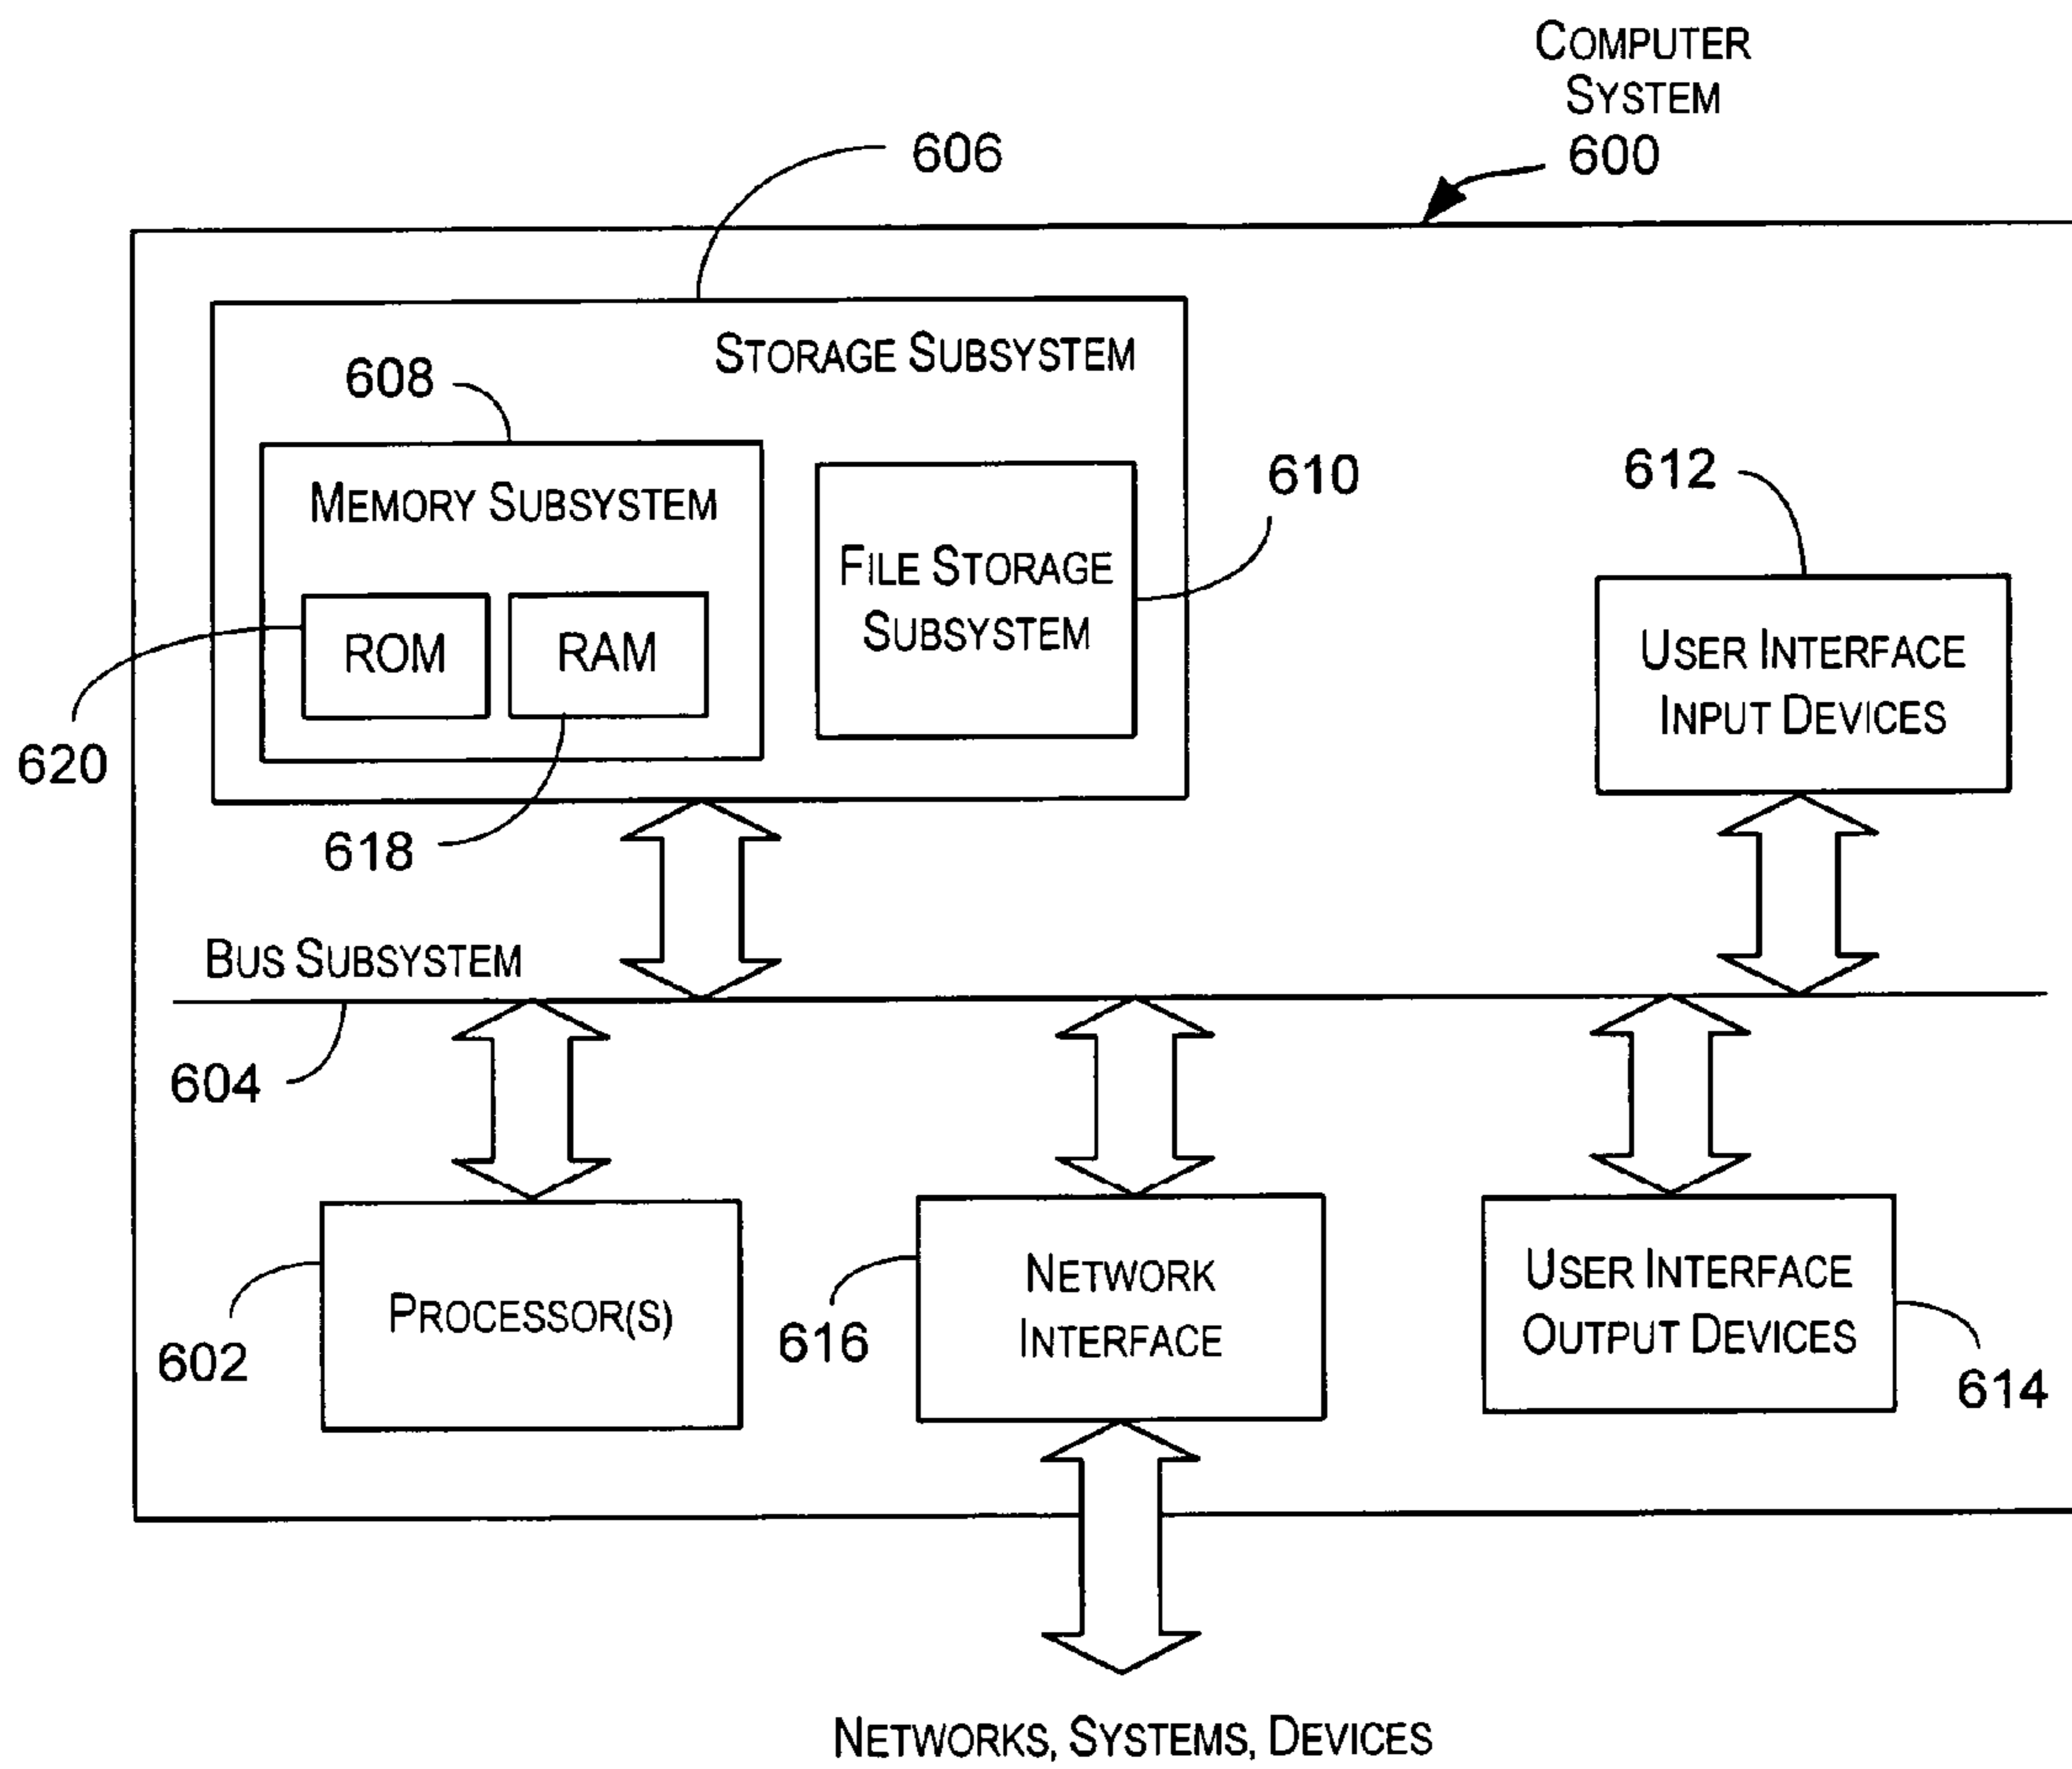 COMPUTER
SYSTEM
600
606
STORAGE SUBSYSTEM
608
MEMORY SUBSYSTEM
610
FILE STORAGE
SUBSYSTEM
612
USER INTERFACE
INPUT DEVICES
ROM
RAM
620
618
BUS SUBSYSTEM
604
PROCESSOR(S)
602
NETWORK
INTERFACE
616
USER INTERFACE
OUTPUT DEVICES
614
NETWORKS, SYSTEMS, DEVICES